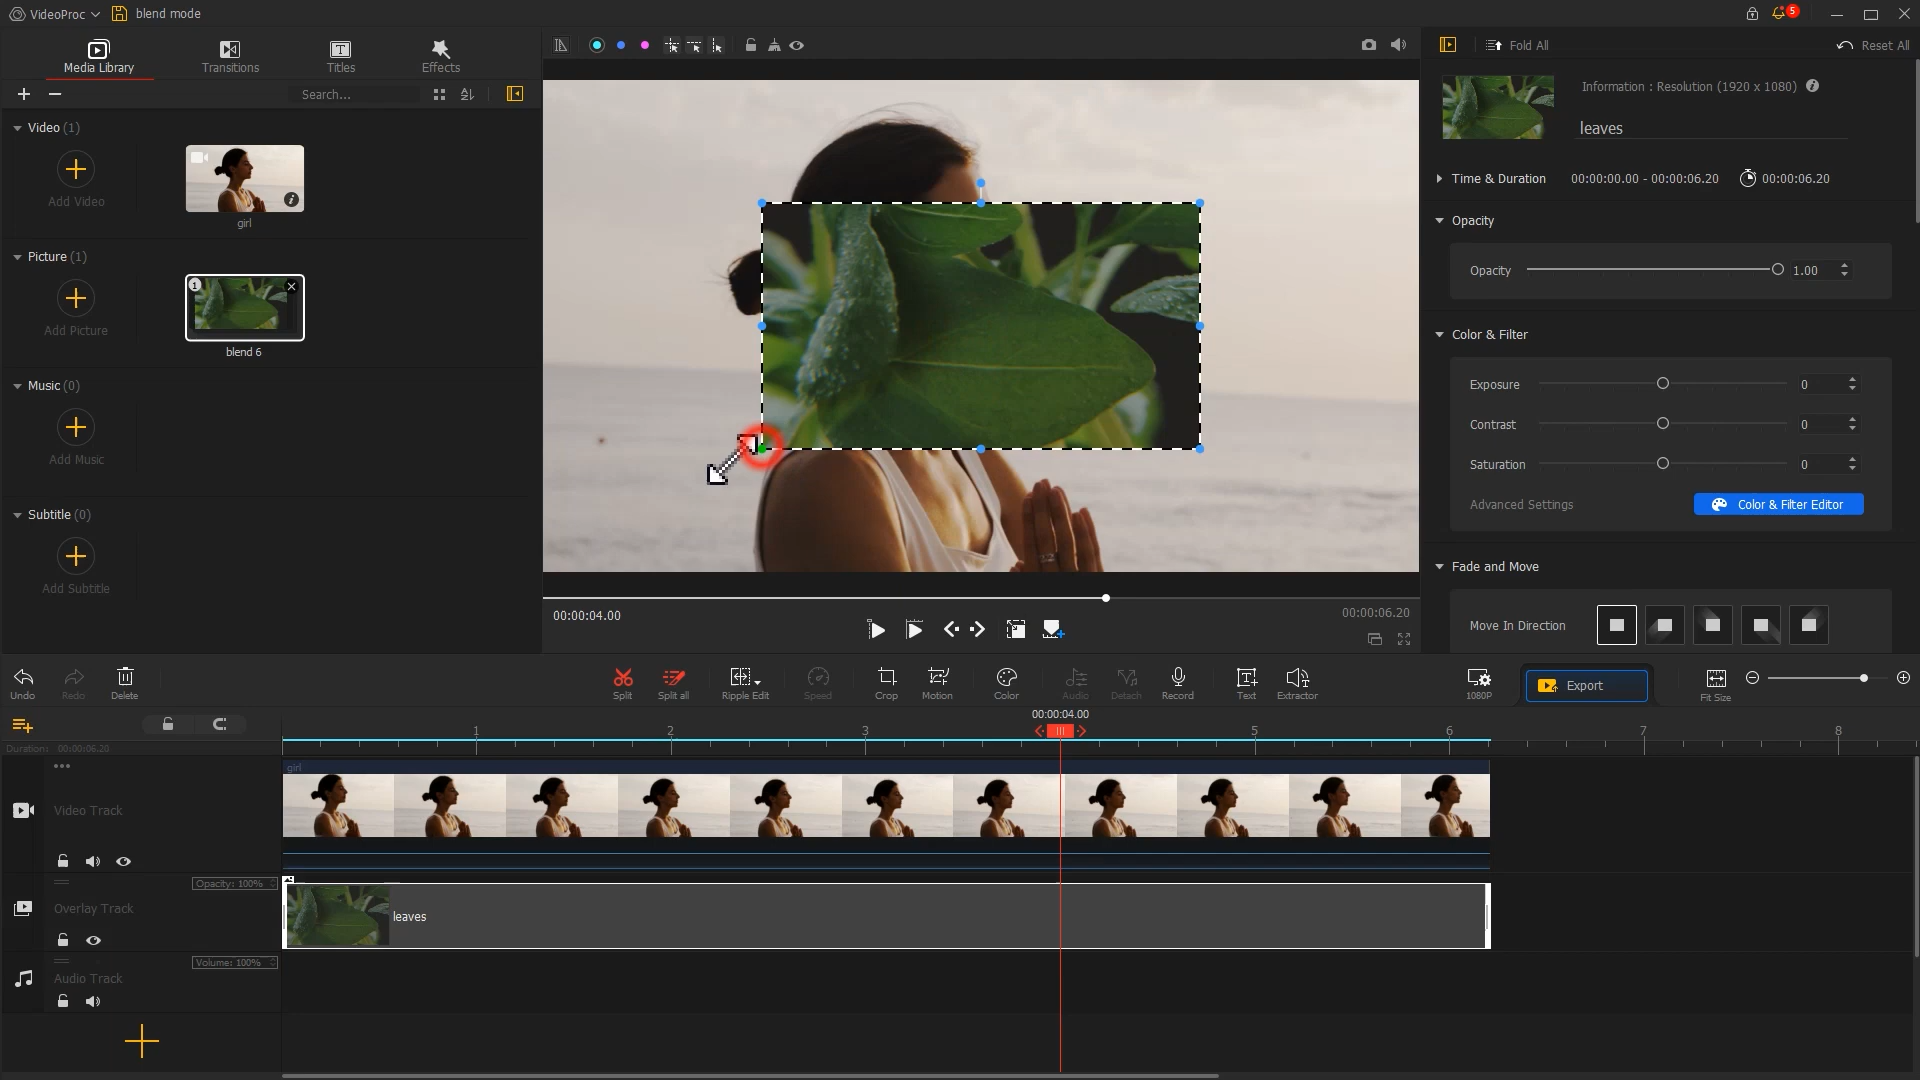 VideoProc
blend mode
5
Media Library
Transitions
Titles
Effects
Fold All
Reset All
Search...
Information : Resolution (1920 x 1080)
leaves
Video (1)
Add Video
girl
Time & Duration
00:00:00.00 - 00:00:06.20
00:00:06.20
Opacity
Picture (1)
Opacity
1.00
1
Add Picture
blend 6
Color & Filter
Music (0)
Exposure
0
Contrast
0
Add Music
Saturation
0
Advanced Settings
Color & Filter Editor
Subtitle (0)
Fade and Move
Add Subtitle
00:00:04.00
00:00:06.20
Move In Direction
Undo
Redo
Delete
Split
Split all
Ripple Edit
Speed
Crop
Motion
Color
Audio
Detach
Record
Text
Extractor
1080P
Export
Fit Size
00:00:04.00
1
2
3
5
6
7
8
Duration: 00:00:06.20
girl
Video Track
Opacity: 100%
Overlay Track
leaves
Volume: 100%
Audio Track